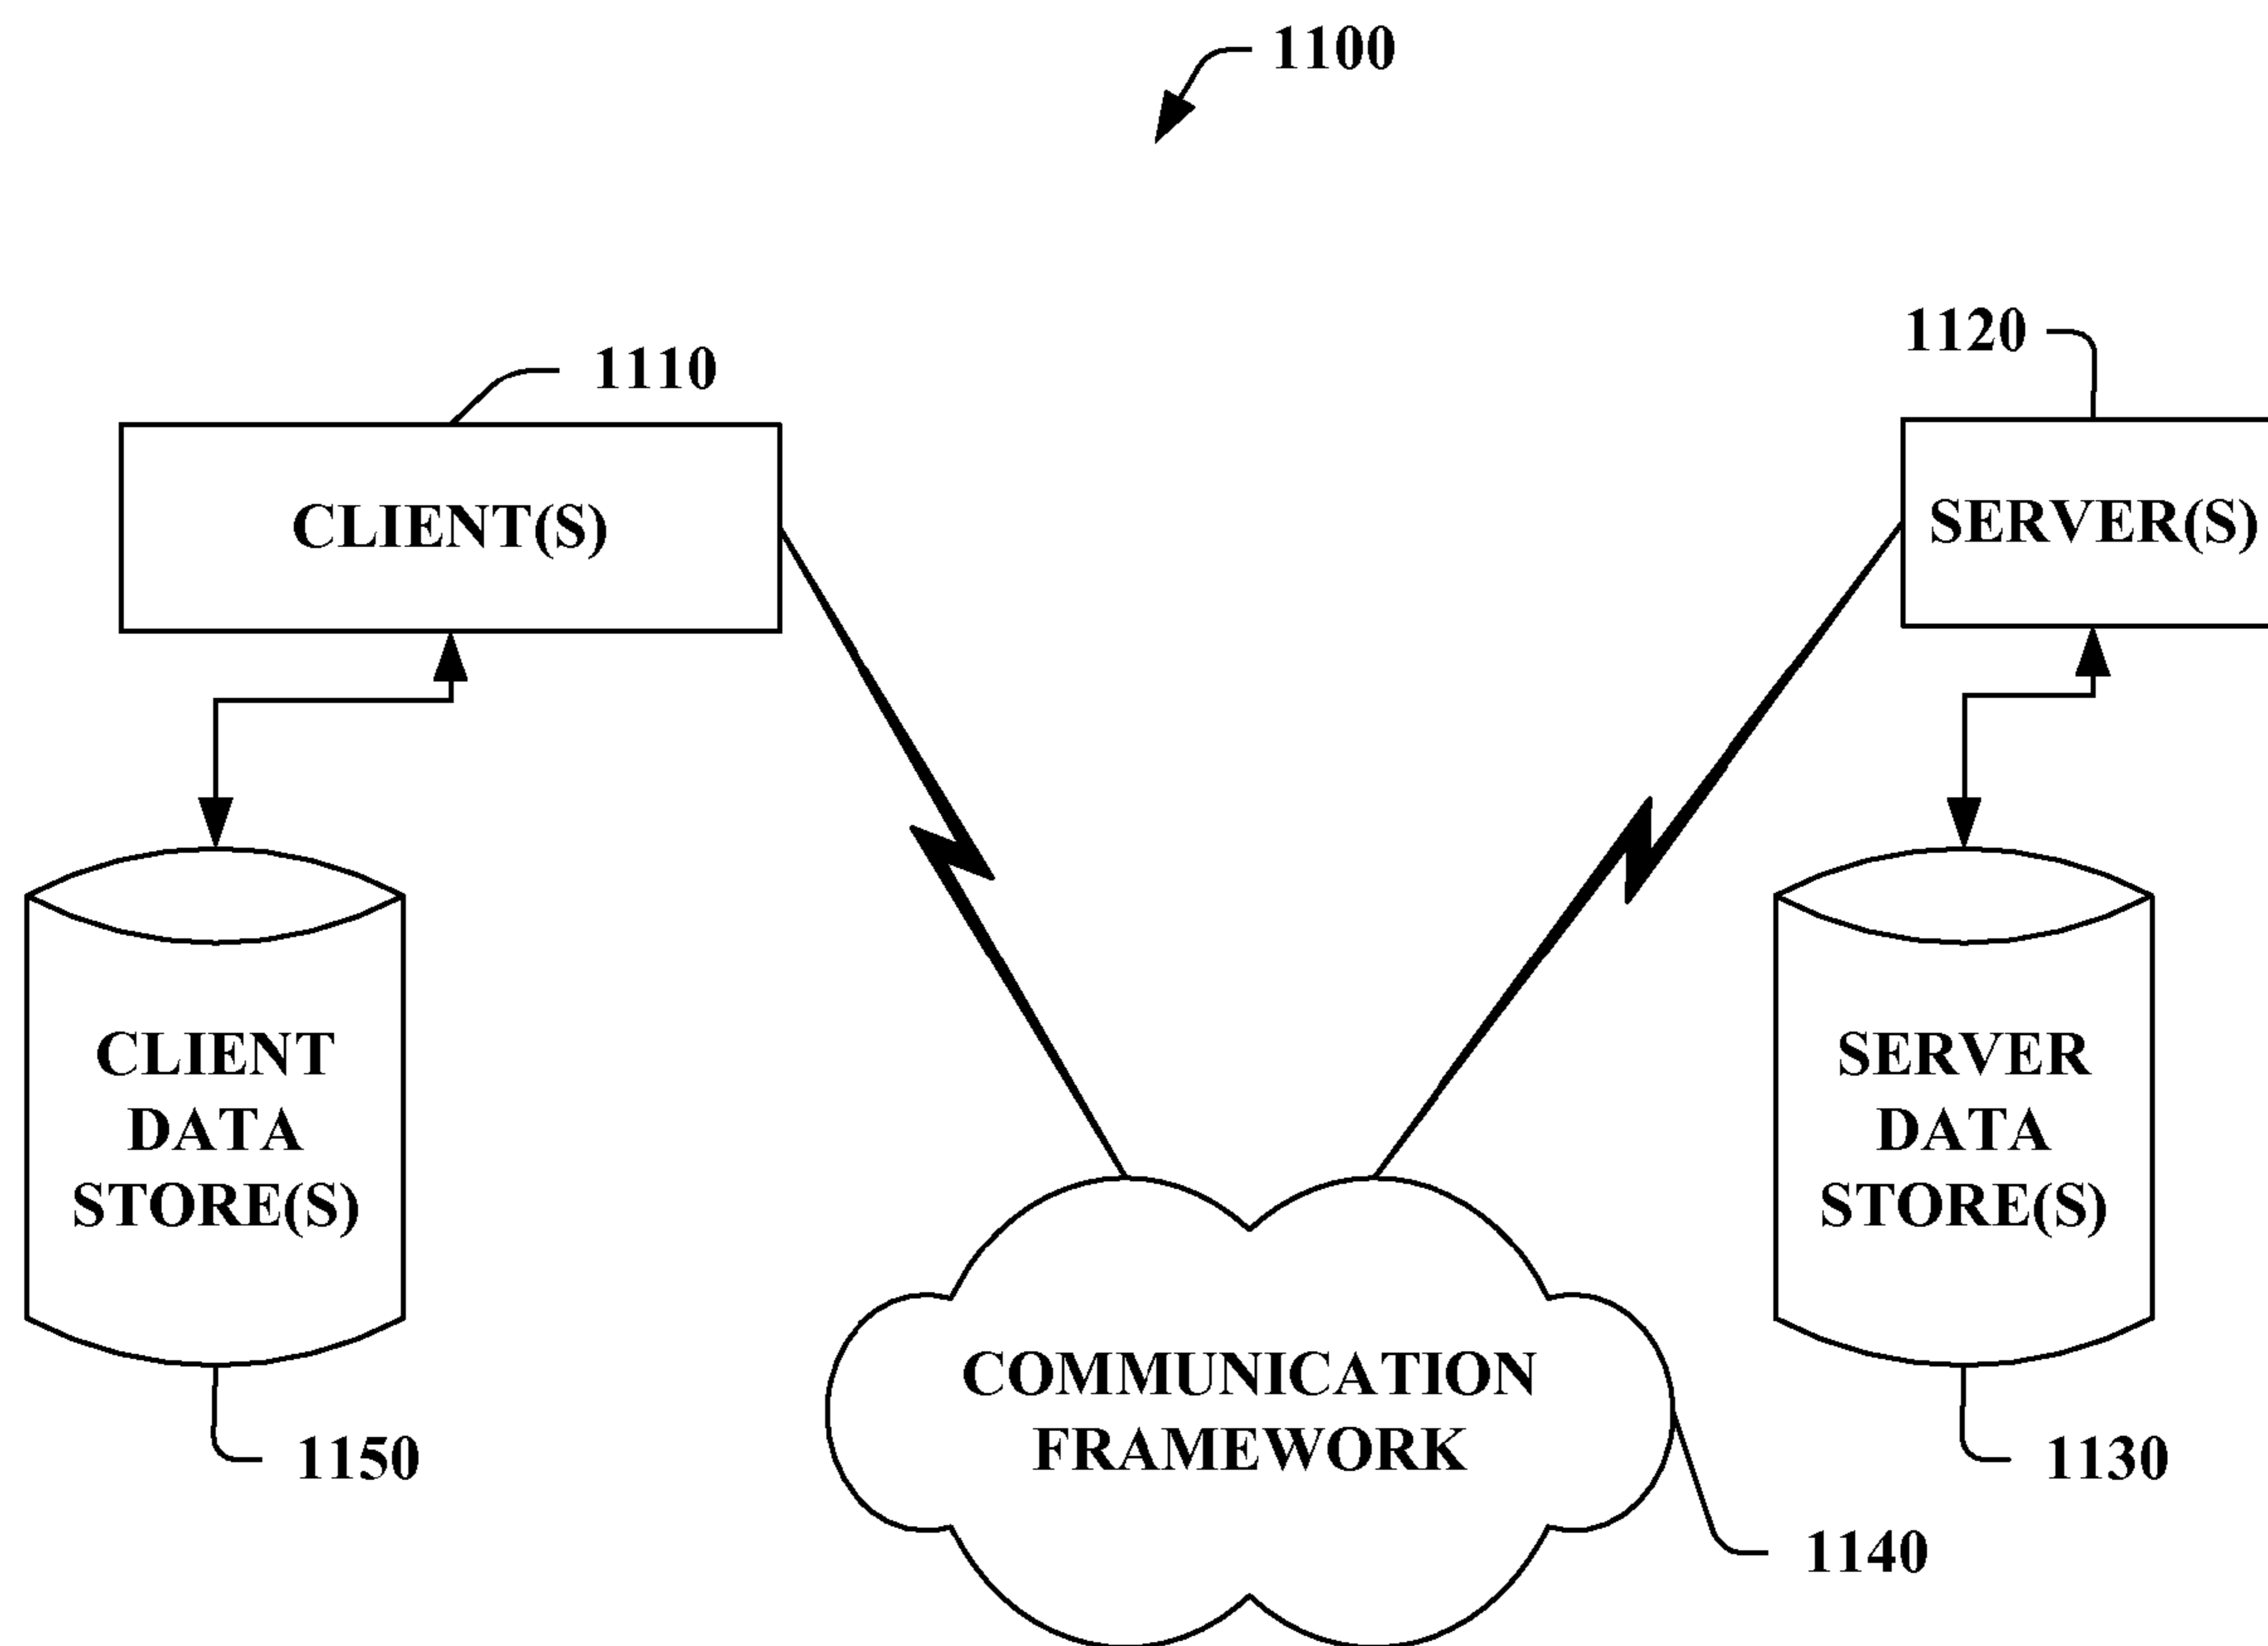 1100
1120
1110
CLIENT(S)
SERVER(S)
CLIENT
DATA
STORE(S)
SERVER
DATA
STORE(S)
COMMUNICATION
FRAMEWORK
1150
1130
1140